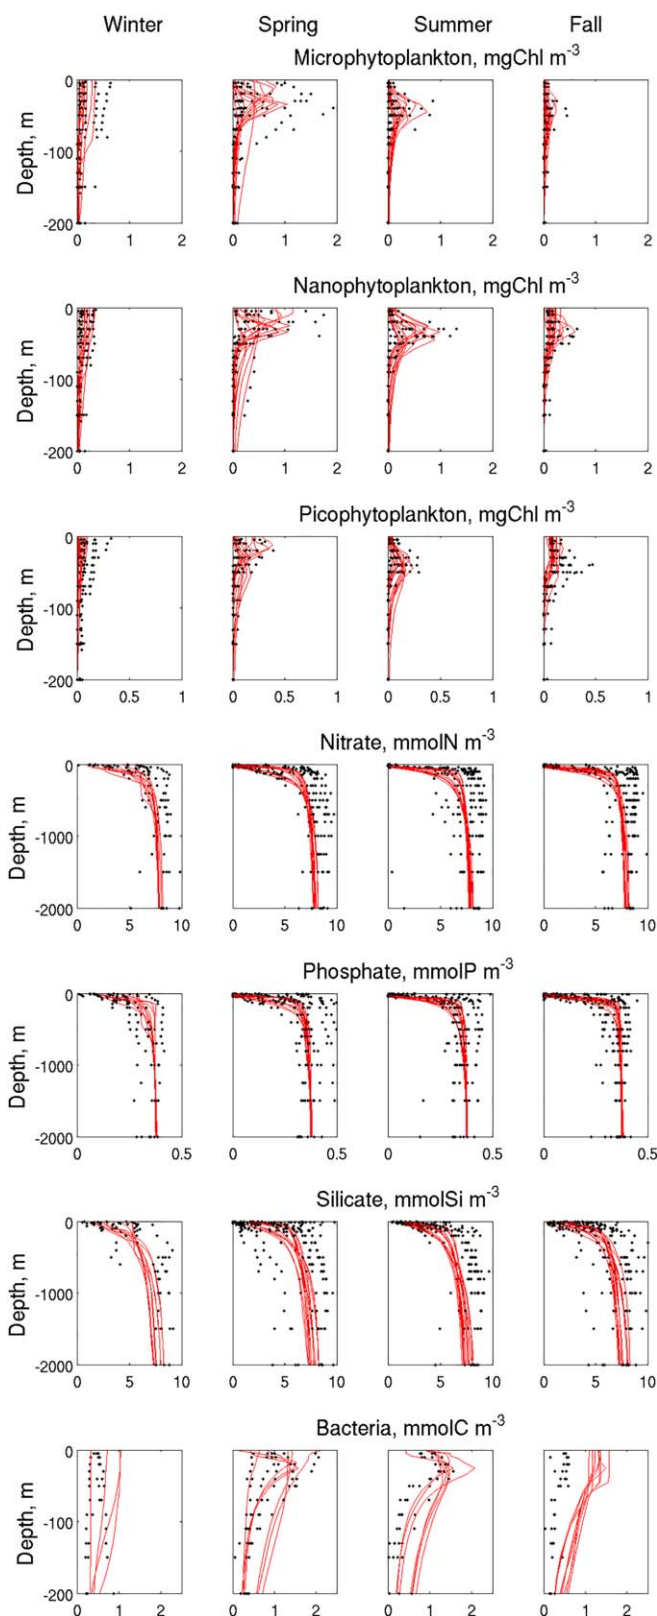 Winter Spring Summer Fall
Microphytoplankton, mgChl m-3
0
-100
-200
Depth, m
0 1 2 0 1 2 0 1 2 0 1 2
Nanophytoplankton, mgChl m-3
0
-100
-200
Depth, m
0 1 2 0 1 2 0 1 2 0 1 2
Picophytoplankton, mgChl m-3
0
-100
-200
Depth, m
0 0.5 1 0 0.5 1 0 0.5 1 0 0.5 1
Nitrate, mmolN m-3
0
-1000
-2000
Depth, m
0 5 10 0 5 10 0 5 10 0 5 10
Phosphate, mmolP m-3
0
-1000
-2000
Depth, m
0 0.5 0 0.5 0 0.5 0 0.5
Silicate, mmolSi m-3
0
-1000
-2000
Depth, m
0 5 10 0 5 10 0 5 10 0 5 10
Bacteria, mmolC m-3
0
-100
-200
Depth, m
0 1 2 0 1 2 0 1 2 0 1 2